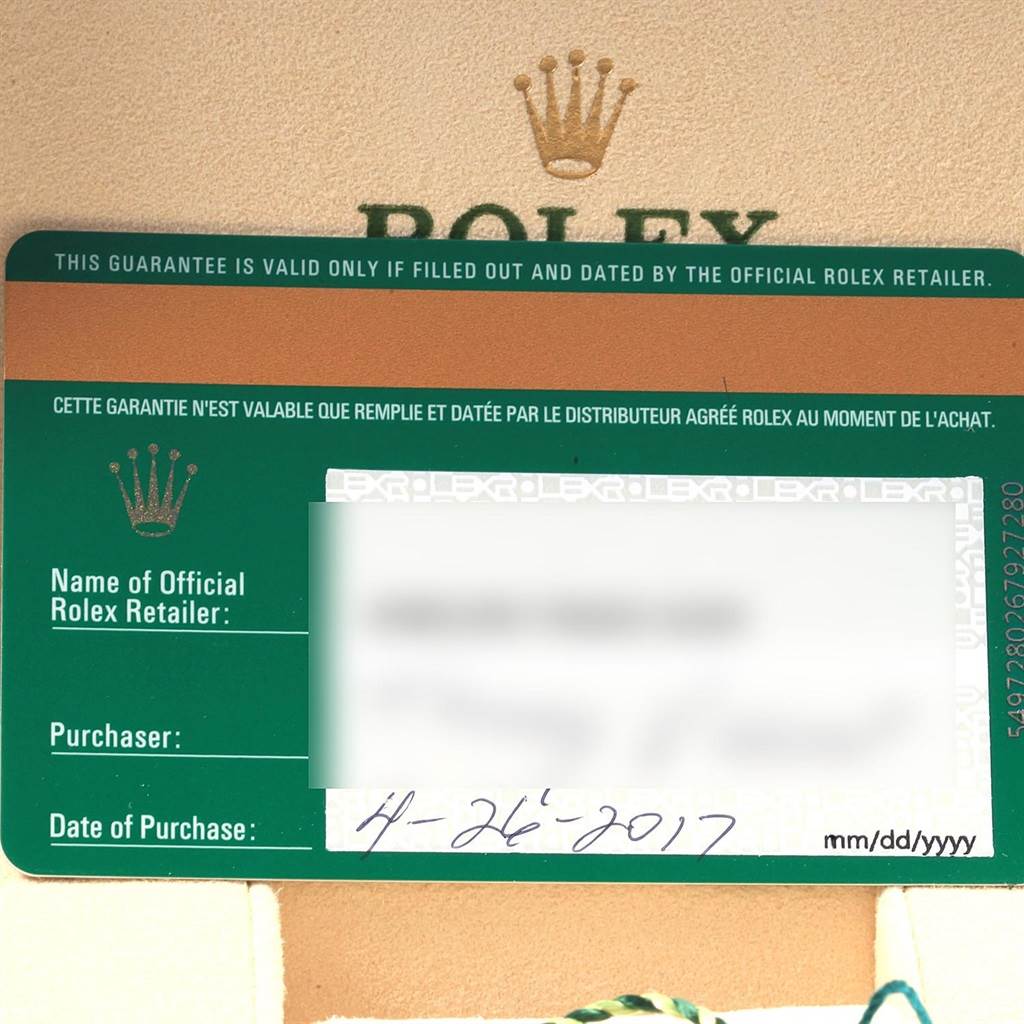 ROLEX
THIS GUARANTEE IS VALID ONLY IF FILLED OUT AND DATED BY THE OFFICIAL ROLEX RETAILER.
CETTE GARANTIE N'EST VALABLE QUE REMPLIE ET DATÉE PAR LE DISTRIBUTEUR AGRÉÉ ROLEX AU MOMENT DE L'ACHAT.
Name of Official
Rolex Retailer:
Purchaser:
Date of Purchase: 4-26-2017 mm/dd/yyyy
5497280267927280